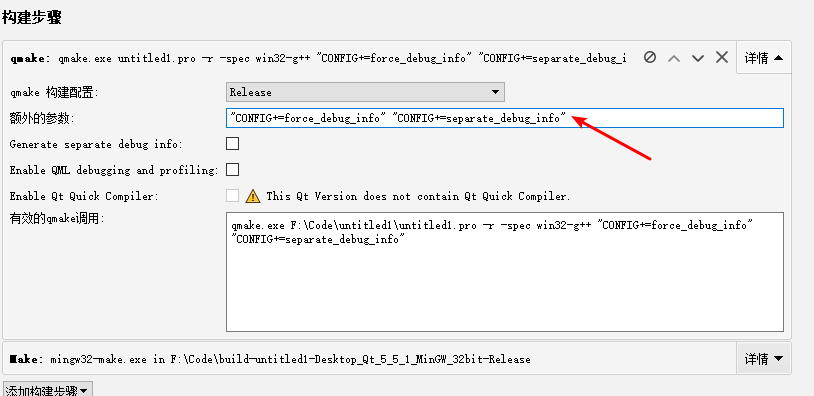 构建步骤
qmake: qmake.exe untitled1.pro -r -spec win32-g++ "CONFIG+=force_debug_info" "CONFIG+=separate_debug_i
详情
qmake 构建配置:
Release
额外的参数:
"CONFIG+=force_debug_info" "CONFIG+=separate_debug_info"
Generate separate debug info:
Enable QML debugging and profiling:
Enable Qt Quick Compiler:
This Qt Version does not contain Qt Quick Compiler.
有效的qmake调用:
qmake.exe F:\Code\untitled1\untitled1.pro -r -spec win32-g++ "CONFIG+=force_debug_info"
"CONFIG+=separate_debug_info"
Make: mingw32-make.exe in F:\Code\build-untitled1-Desktop_Qt_5_5_1_MinGW_32bit-Release
详情
添加构建步骤